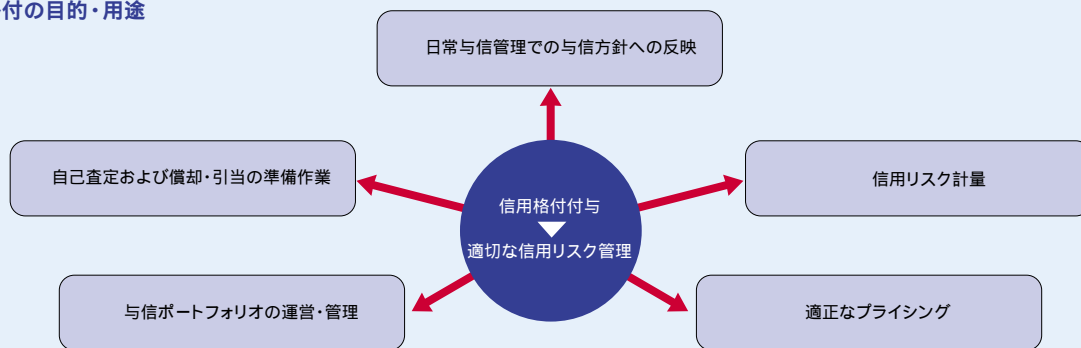 付の目的・用途
日常与信管理での与信方針への反映
自己査定および償却・引当の準備作業
信用リスク計量
信用格付付与
適切な信用リスク管理
与信ポートフォリオの運営・管理
適正なプライシング